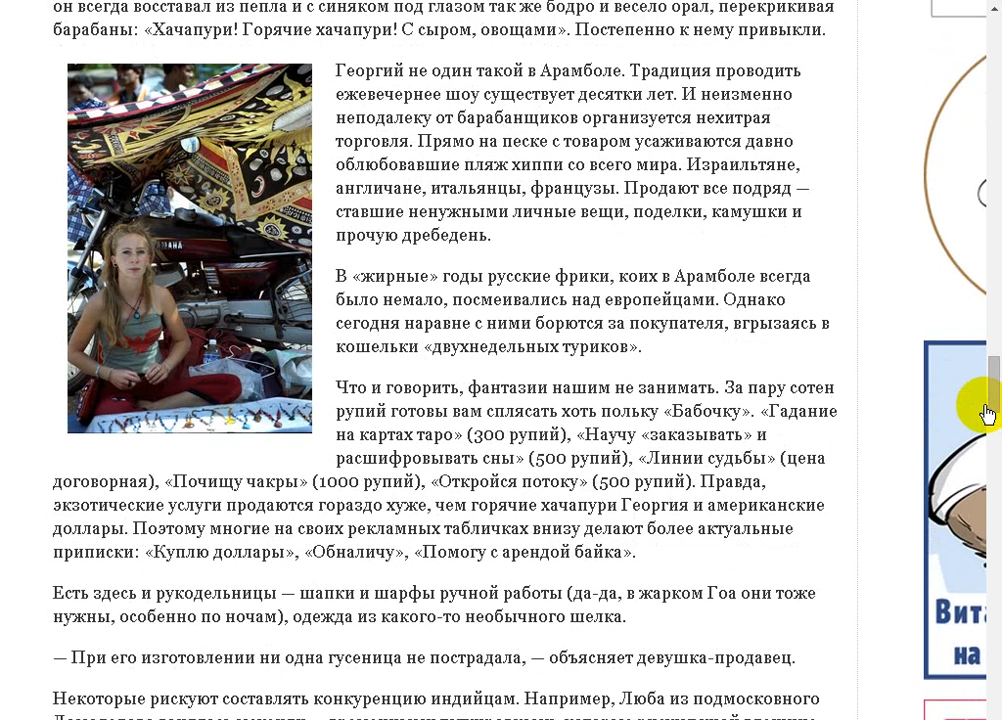 он всегда восставал из пепла и с синяком под глазом так же бодро и весело орал, перекрикивая
барабаны: «Хачапури! Горячие хачапури! С сыром, овощами». Постепенно к нему привыкли.
Георгий не один такой в Арамболе. Традиция проводить
ежевечернее шоу существует десятки лет. И неизменно
неподалеку от барабанщиков организуется нехитрая
торговля. Прямо на песке с товаром усаживаются давно
облюбовавшие пляж хиппи со всего мира. Израильтяне,
англичане, итальянцы, французы. Продают все подряд —
ставшие ненужными личные вещи, поделки, камушки и
прочую дребедень.
YAMAHA
В «жирные» годы русские фрики, коих в Арамболе всегда
было немало, посмеивались над европейцами. Однако
сегодня наравне с ними борются за покупателя, вгрызаясь в
кошельки «двухнедельных туриков».
Что и говорить, фантазии нашим не занимать. За пару сотен
рупий готовы вам сплясать хоть польку «Бабочку». «Гадание
на картах таро» (300 рупий), «Научу «заказывать» и
расшифровывать сны» (500 рупий), «Линии судьбы» (цена
договорная), «Почищу чакры» (1000 рупий), «Откройся потоку» (500 рупий). Правда,
экзотические услуги продаются гораздо хуже, чем горячие хачапури Георгия и американские
доллары. Поэтому многие на своих рекламных табличках внизу делают более актуальные
приписки: «Куплю доллары», «Обналичу», «Помогу с арендой байка».
Есть здесь и рукодельницы — шапки и шарфы ручной работы (да-да, в жарком Гоа они тоже
нужны, особенно по ночам), одежда из какого-то необычного шелка.
— При его изготовлении ни одна гусеница не пострадала, — объясняет девушка-продавец.
Некоторые рискуют составлять конкуренцию индийцам. Например, Люба из подмосковного
Вита
на